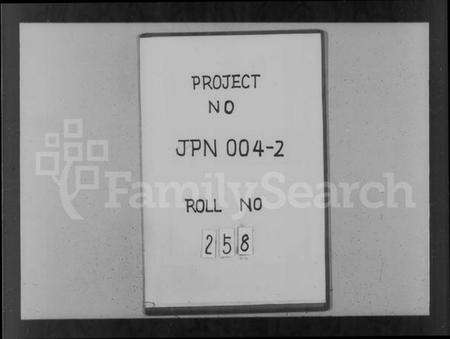 PROJECT
NO
JPN 004-2
FamilySearch
ROLL NO
258